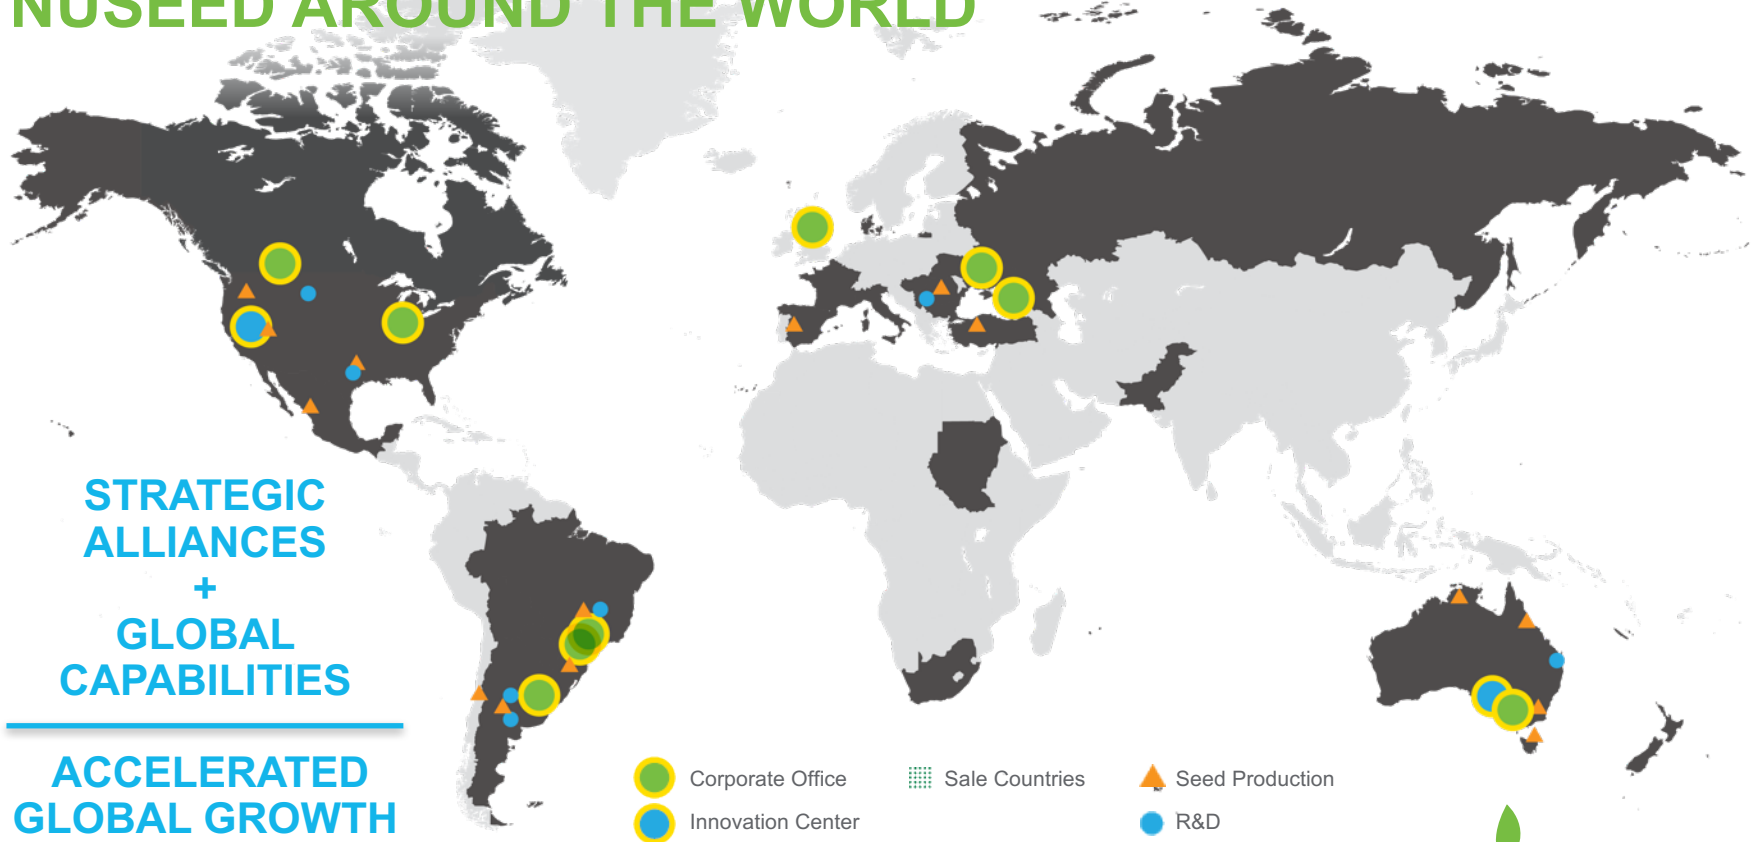 NUSEED AROUND THE WORLD
STRATEGIC
ALLIANCES
+
GLOBAL
CAPABILITIES
ACCELERATED
GLOBAL GROWTH
Corporate Office
Sale Countries
Seed Production
Innovation Center
R&D